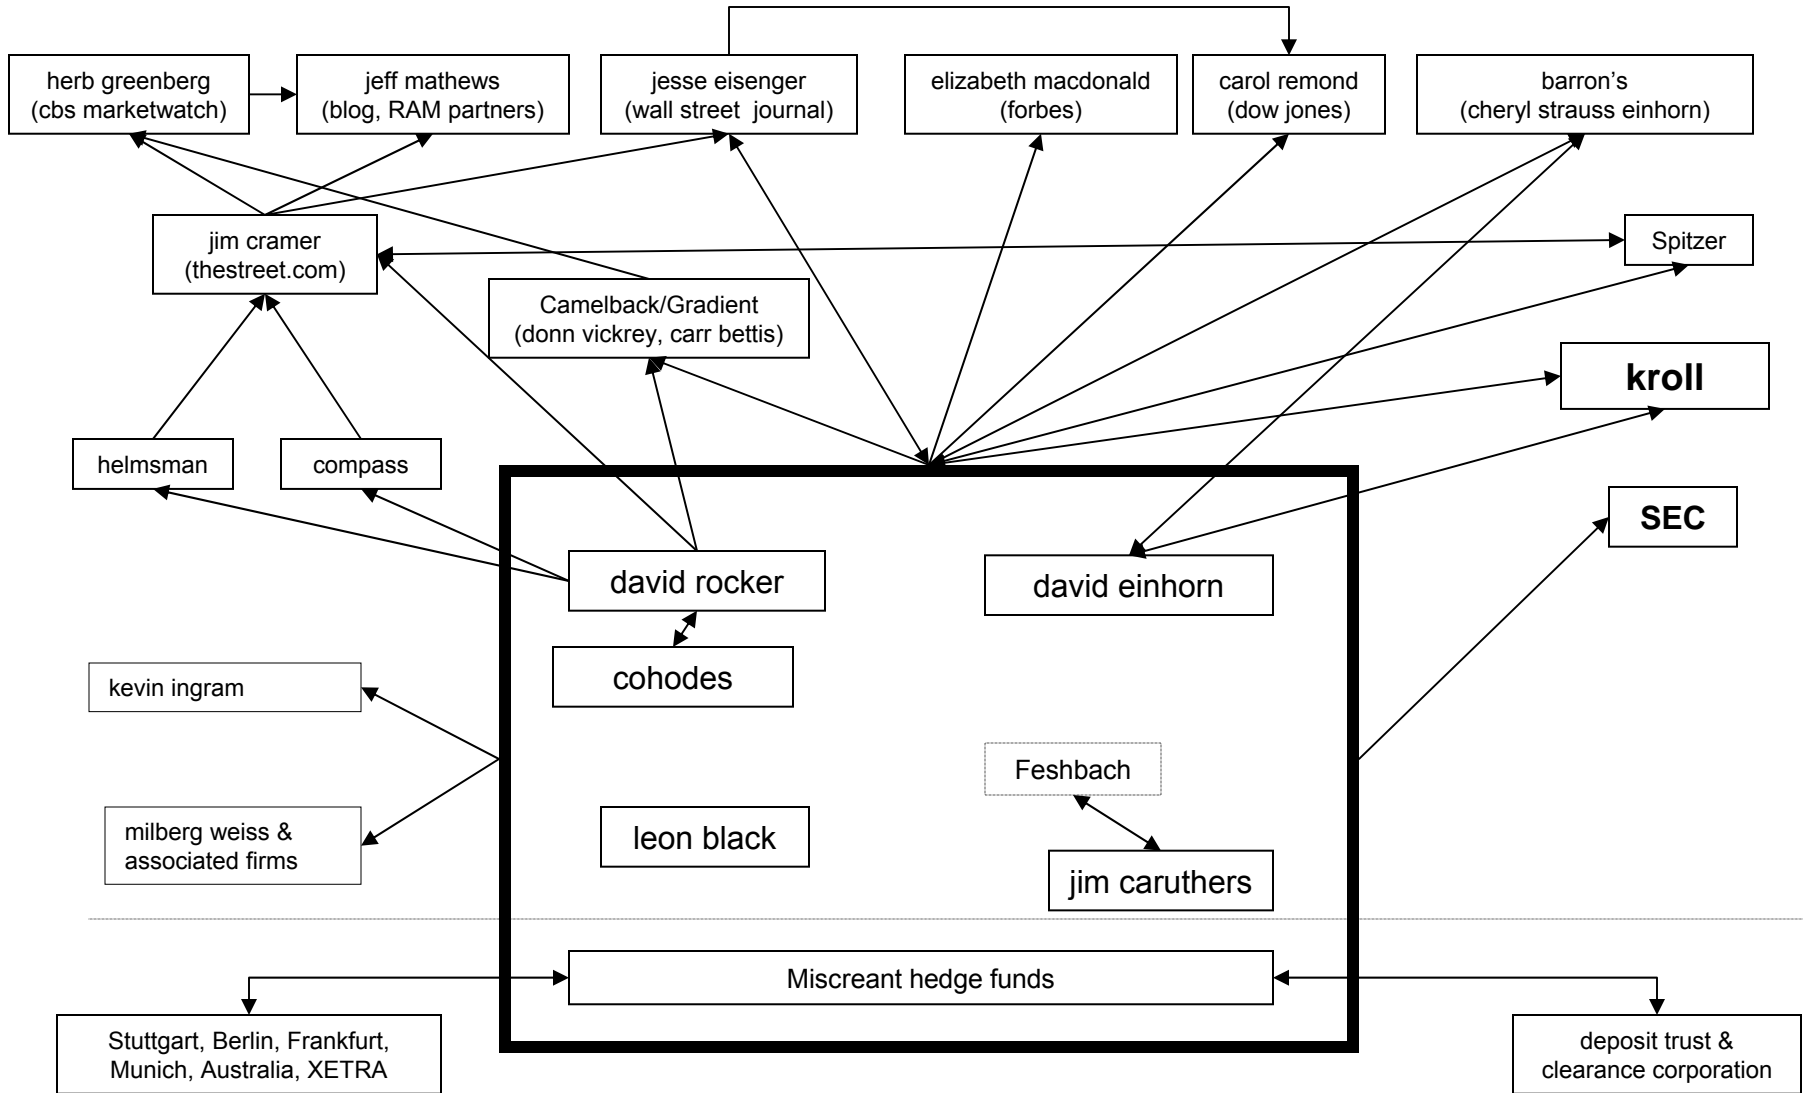 herb greenberg
(cbs marketwatch)
jeff mathews
(blog, RAM partners)
jesse eisenger
(wall street journal)
elizabeth macdonald
(forbes)
carol remond
(dow jones)
barron’s
(cheryl strauss einhorn)
jim cramer
(thestreet.com)
Spitzer
Camelback/Gradient
(donn vickrey, carr bettis)
kroll
helmsman
compass
SEC
david rocker
david einhorn
cohodes
kevin ingram
Feshbach
milberg weiss &
associated firms
leon black
jim caruthers
Miscreant hedge funds
Stuttgart, Berlin, Frankfurt,
Munich, Australia, XETRA
deposit trust &
clearance corporation